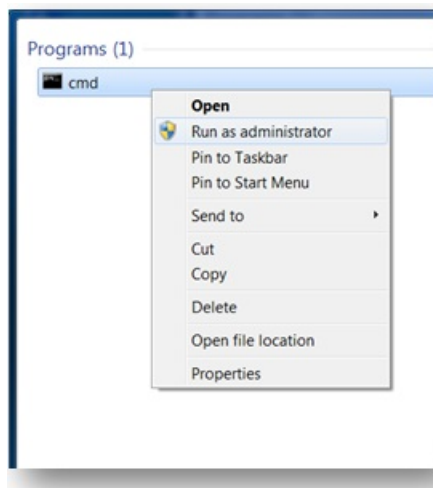 Programs (1)
cmd
Open
Run as administrator
Pin to Taskbar
Pin to Start Menu
Send to
Cut
Copy
Delete
Open file location
Properties